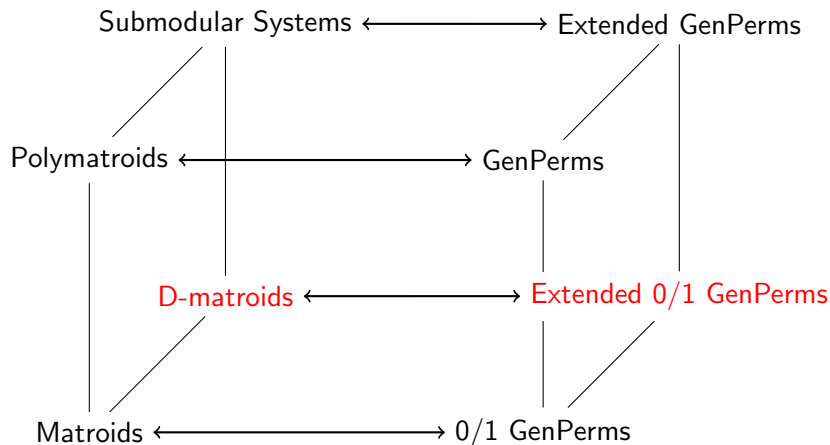 Submodular Systems Extended GenPerms
Polymatroids GenPerms
D-matroids Extended 0/1 GenPerms
Matroids 0/1 GenPerms